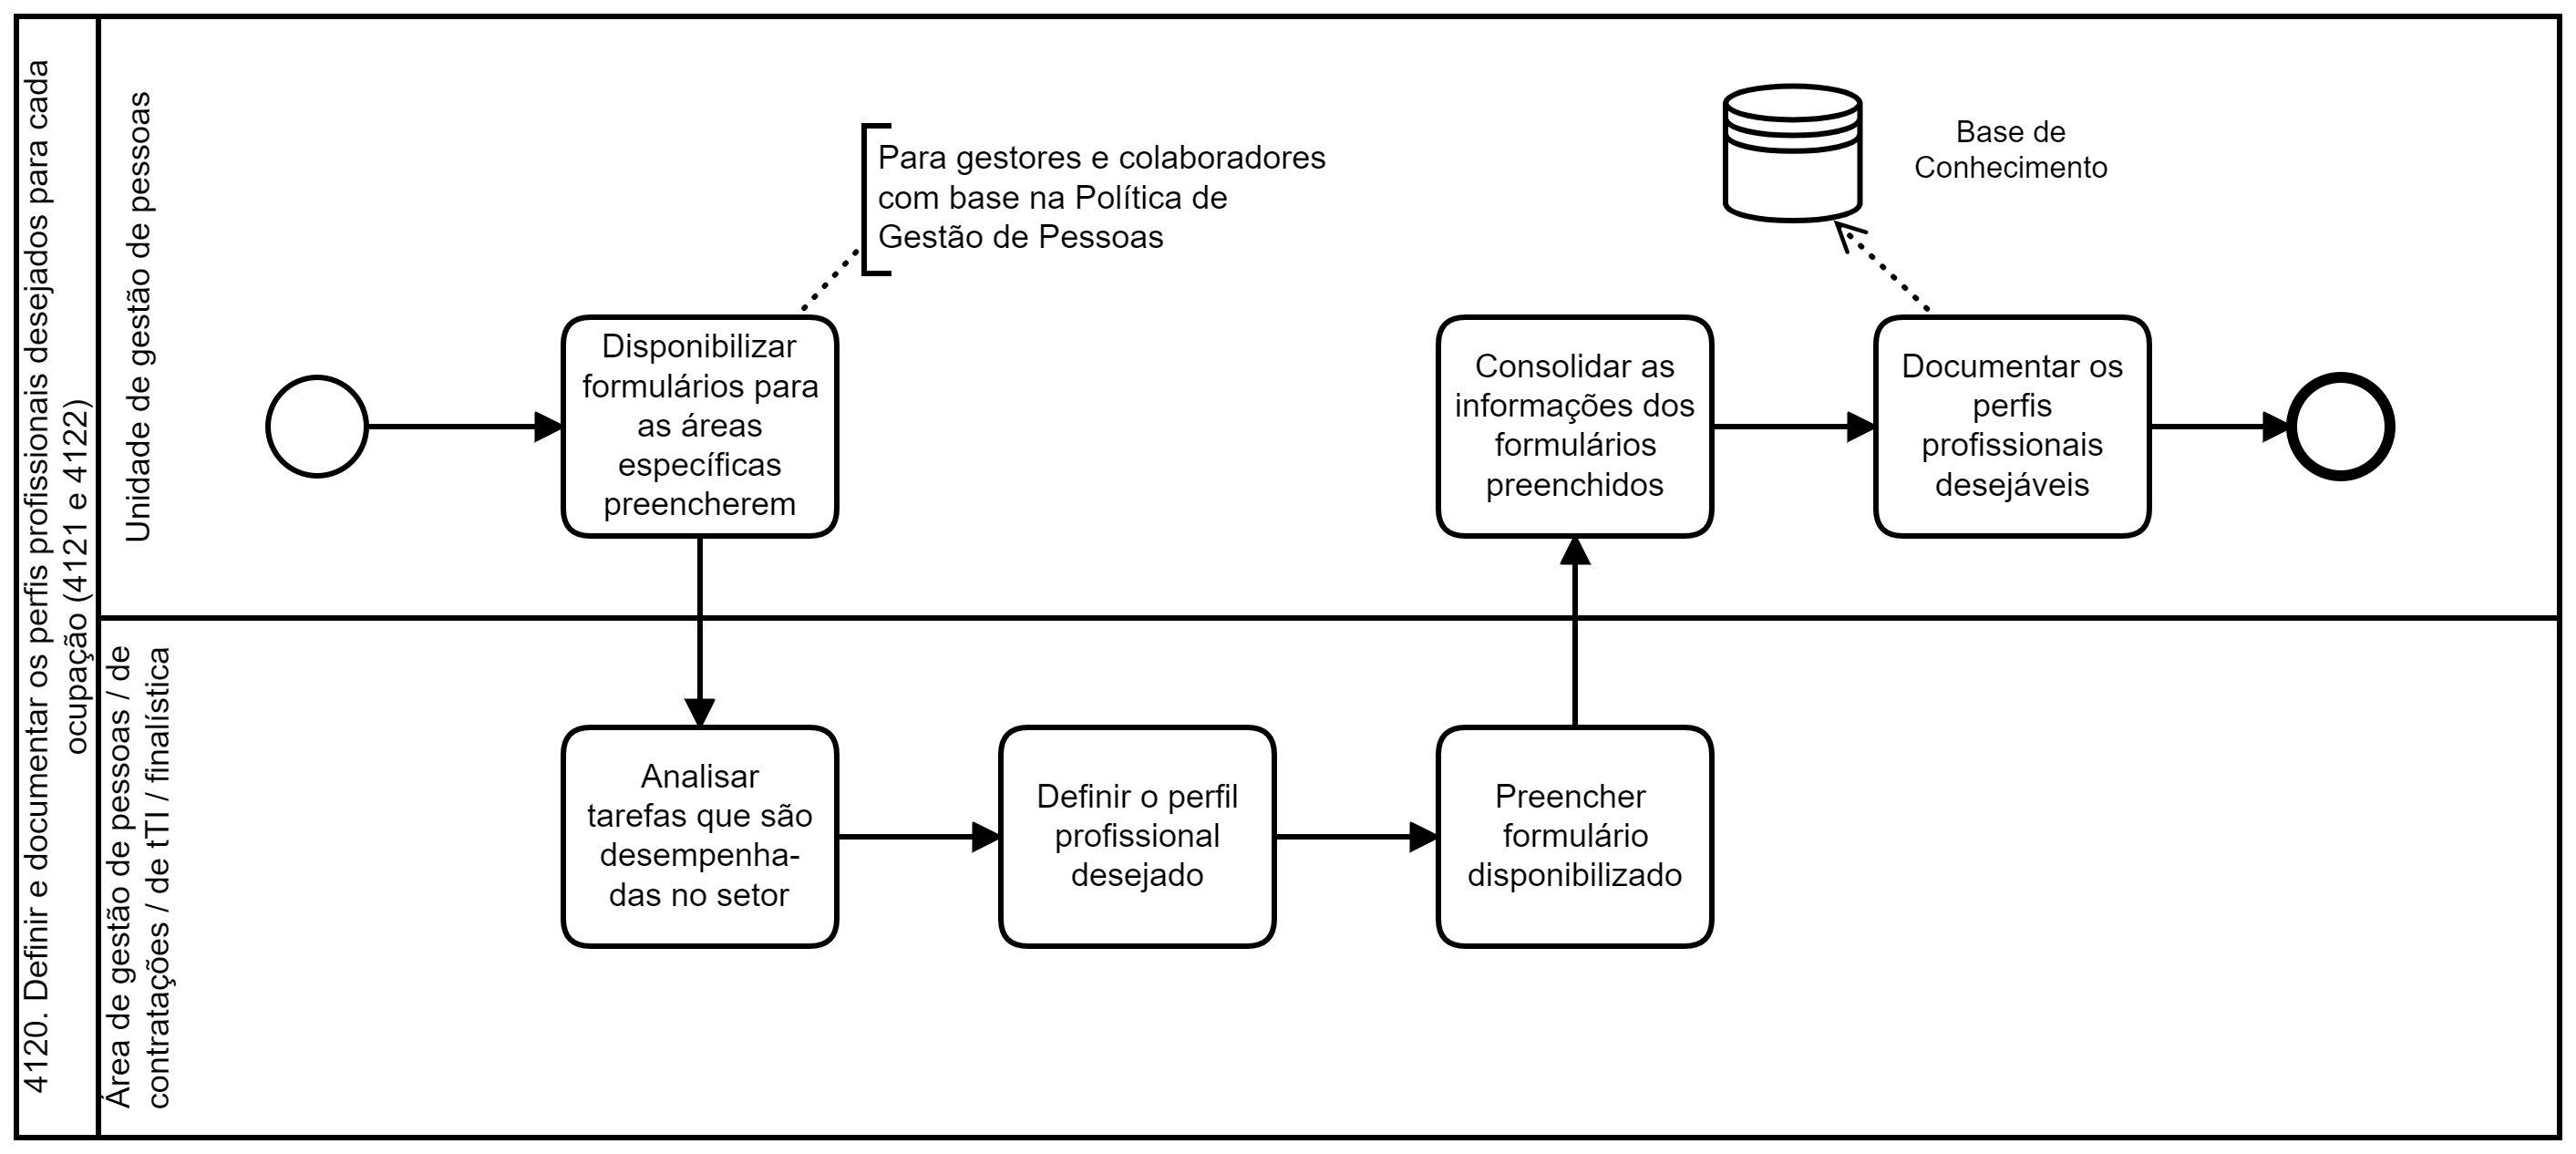 4120. Definir e documentar os perfis profissionais desejados para cada
ocupação (4121 e 4122)
Unidade de gestão de pessoas
Para gestores e colaboradores
com base na Política de
Gestão de Pessoas
Base de
Conhecimento
Disponibilizar
formulários para
as áreas
específicas
preencherem
Consolidar as
informações dos
formulários
preenchidos
Documentar os
perfis
profissionais
desejáveis
Área de gestão de pessoas / de
contratações / de tTI / finalística
Analisar
tarefas que são
desempenha-
das no setor
Definir o perfil
profissional
desejado
Preencher
formulário
disponibilizado